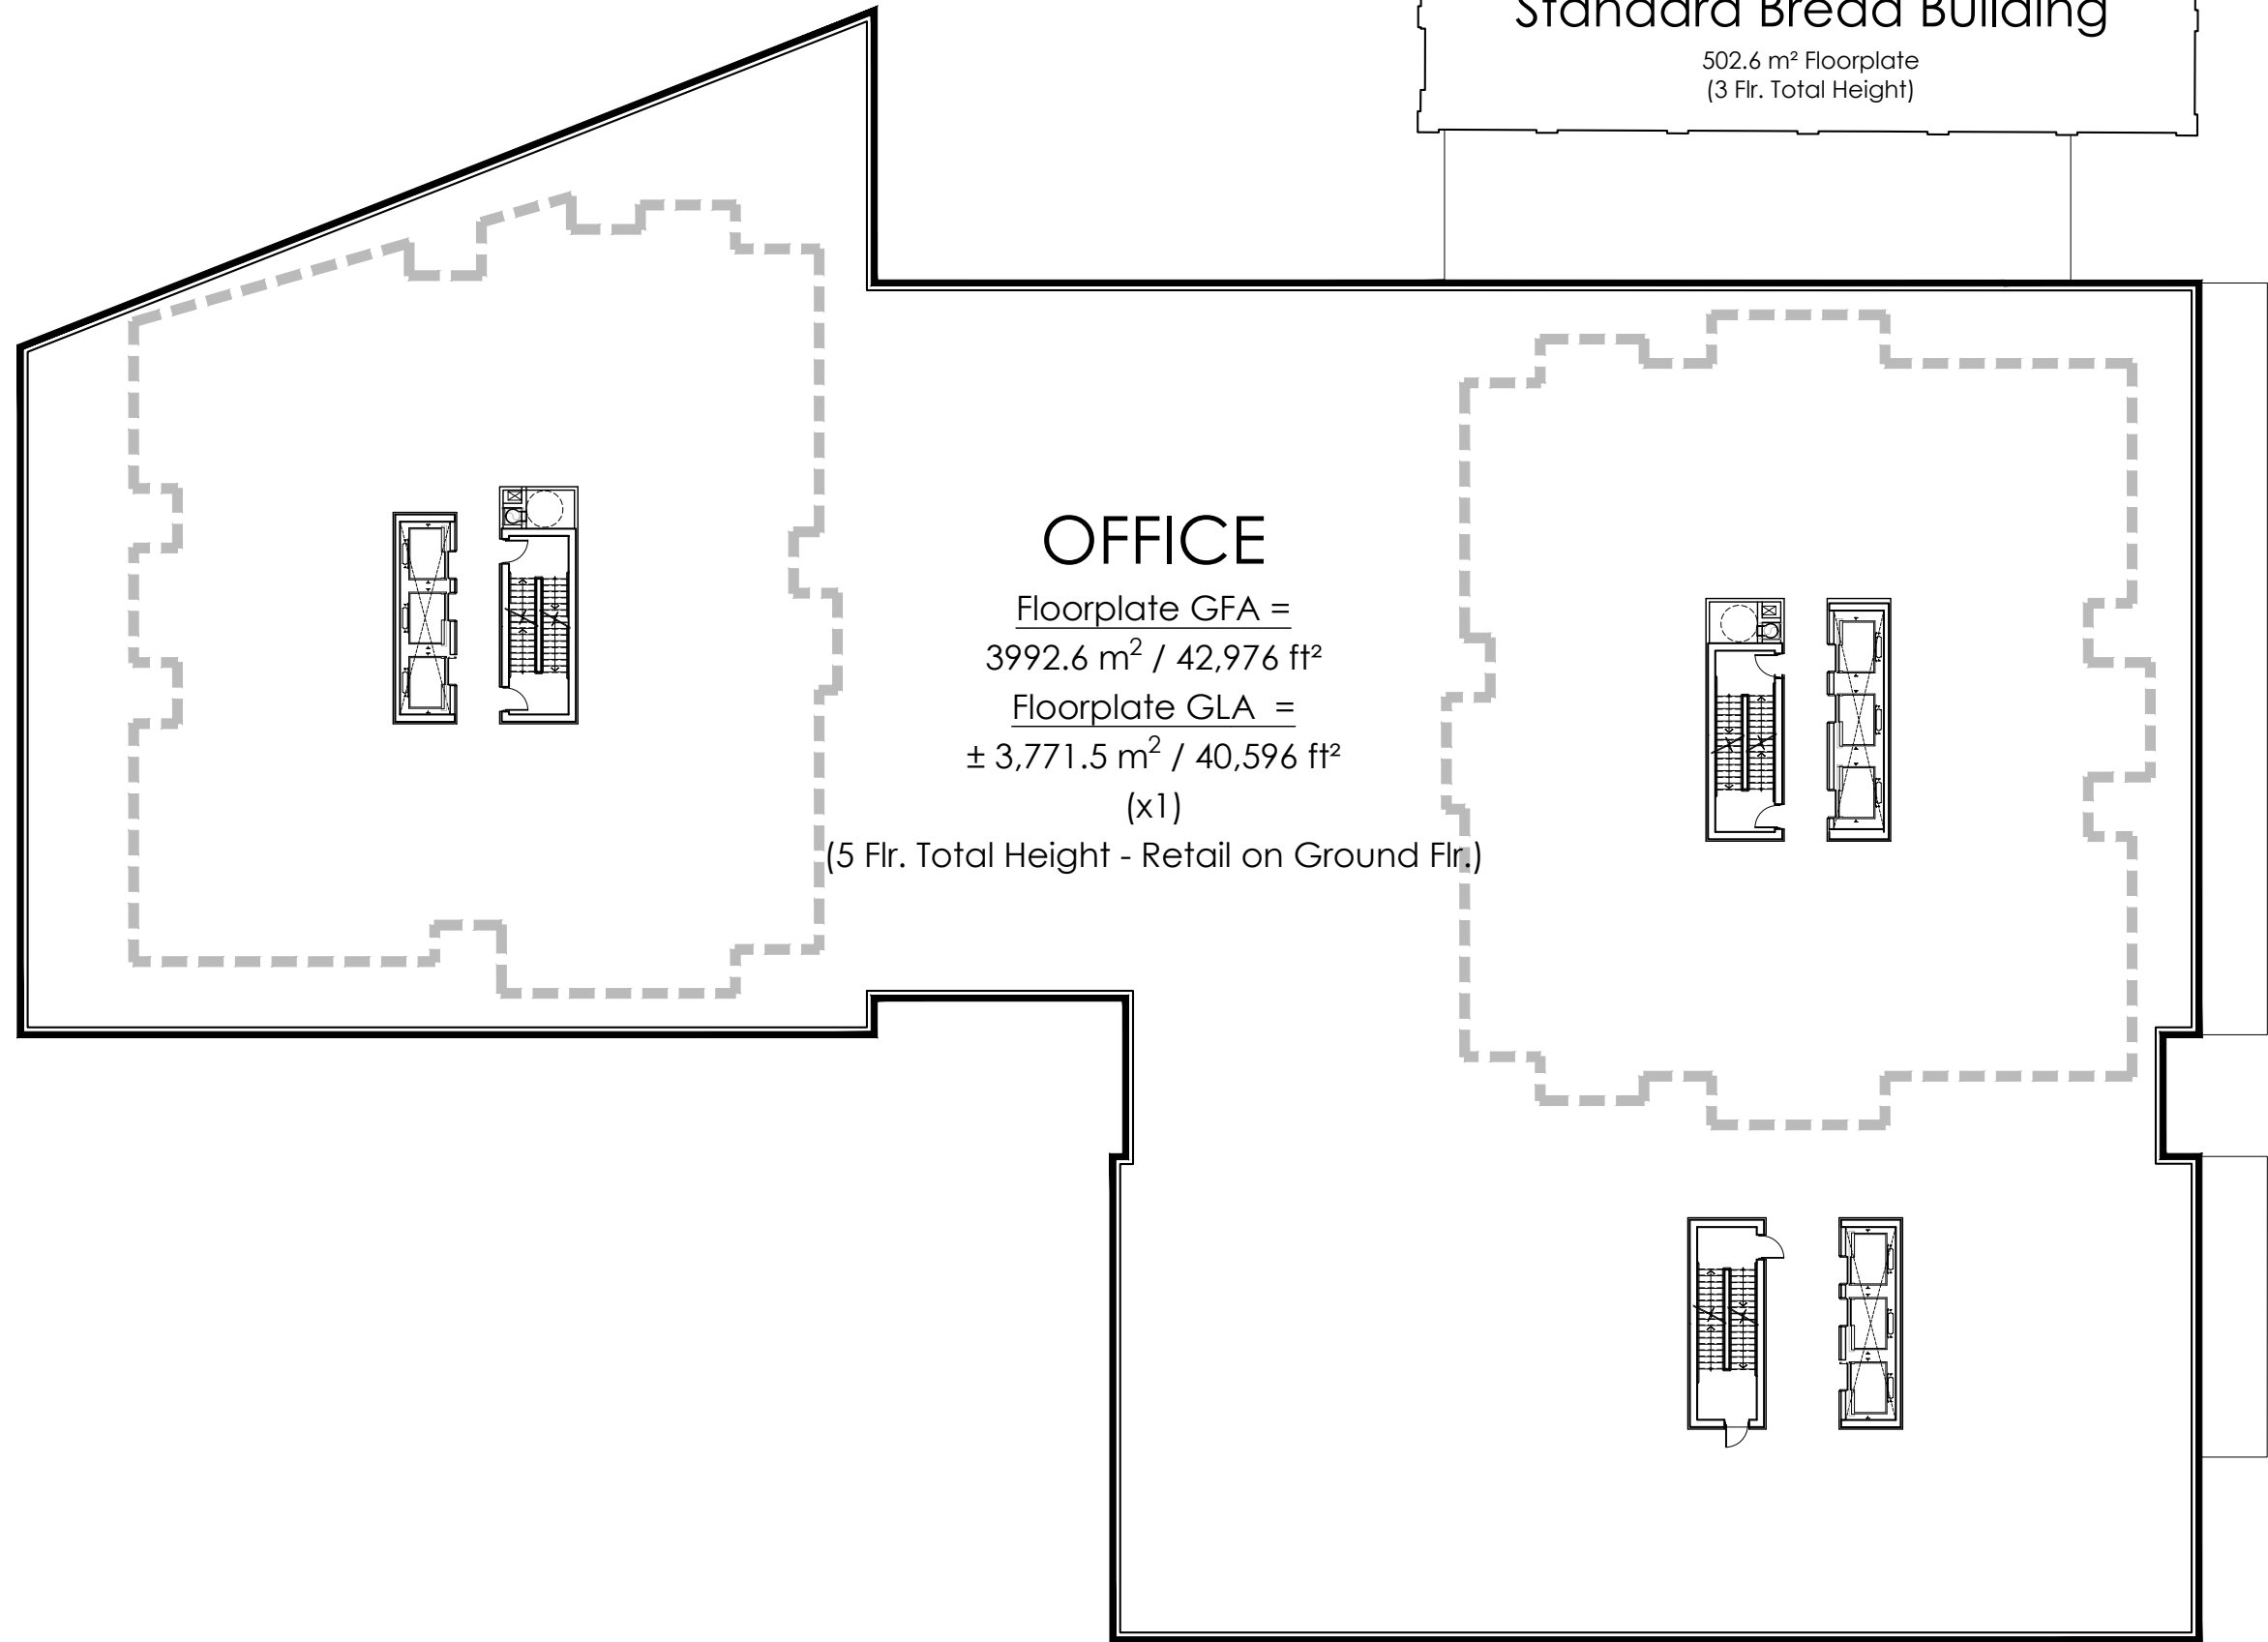 Standard Bread Building
502.6 m² Floorplate
(3 Flr. Total Height)
OFFICE
Floorplate GFA =
3992.6 m² / 42,976 ft²
Floorplate GLA =
± 3,771.5 m² / 40,596 ft²
(x1)
(5 Flr. Total Height - Retail on Ground Flr.)